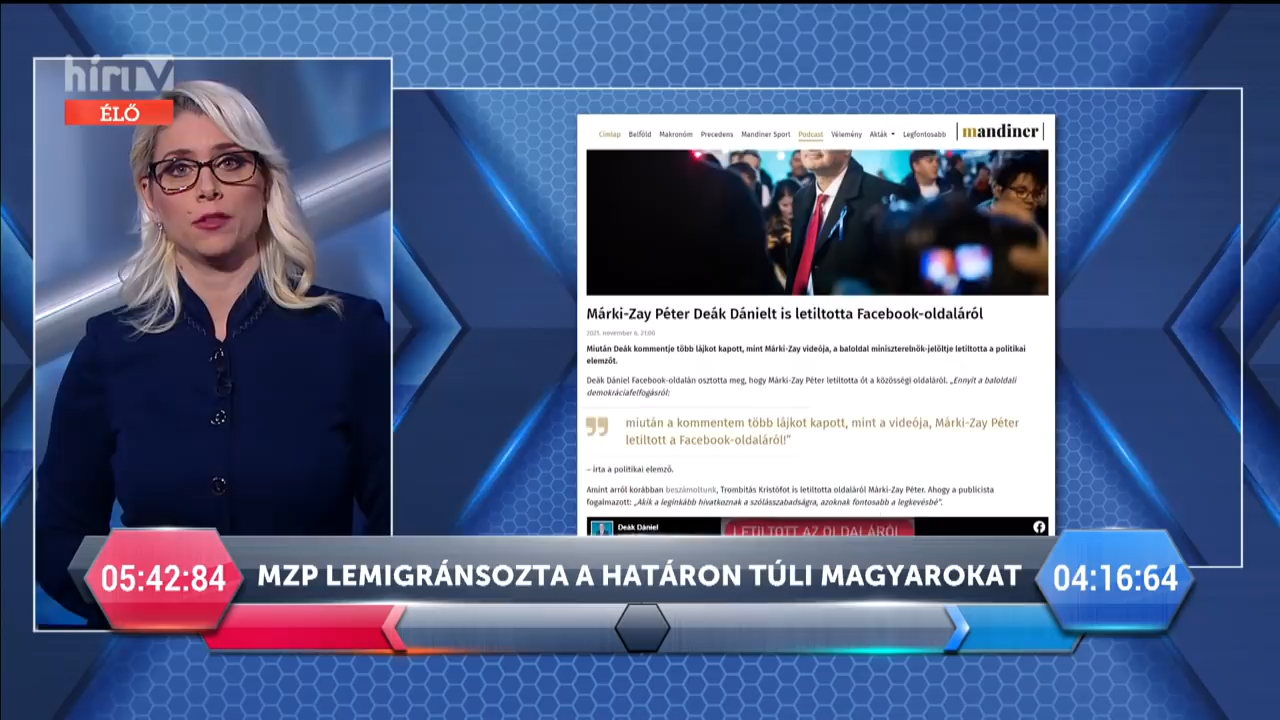 hírtv
ÉLŐ
Címlap Belföld Makronóm Precedens Mandiner Sport Podcast Vélemény Akták Legfontosabb mandiner
Márki-Zay Péter Deák Dánielt is letiltotta Facebook-oldaláról
2021. november 6. 21:00
Miután Deák kommentje több lájkot kapott, mint Márki-Zay videója, a baloldal miniszterelnök-jelöltje letiltotta a politikai
elemzőt.
Deák Dániel Facebook-oldalán osztotta meg, hogy Márki-Zay Péter letiltotta őt a közösségi oldaláról. „Ennyit a baloldali
demokráciafelfogásról:
miután a kommentem több lájkot kapott, mint a videója, Márki-Zay Péter
letiltott a Facebook-oldaláról!”
– írta a politikai elemző.
Amint arról korábban beszámoltunk, Trombitás Kristófot is letiltotta oldaláról Márki-Zay Péter. Ahogy a publicista
fogalmazott: „Akik a leginkább hivatkoznak a szólásszabadságra, azoknak fontosabb a legkevésbé”.
Deák Dániel
LETILTOTT AZ OLDALÁRÓL
05:42:84
MZP LEMIGRÁNSOZTA A HATÁRON TÚLI MAGYAROKAT
04:16:64